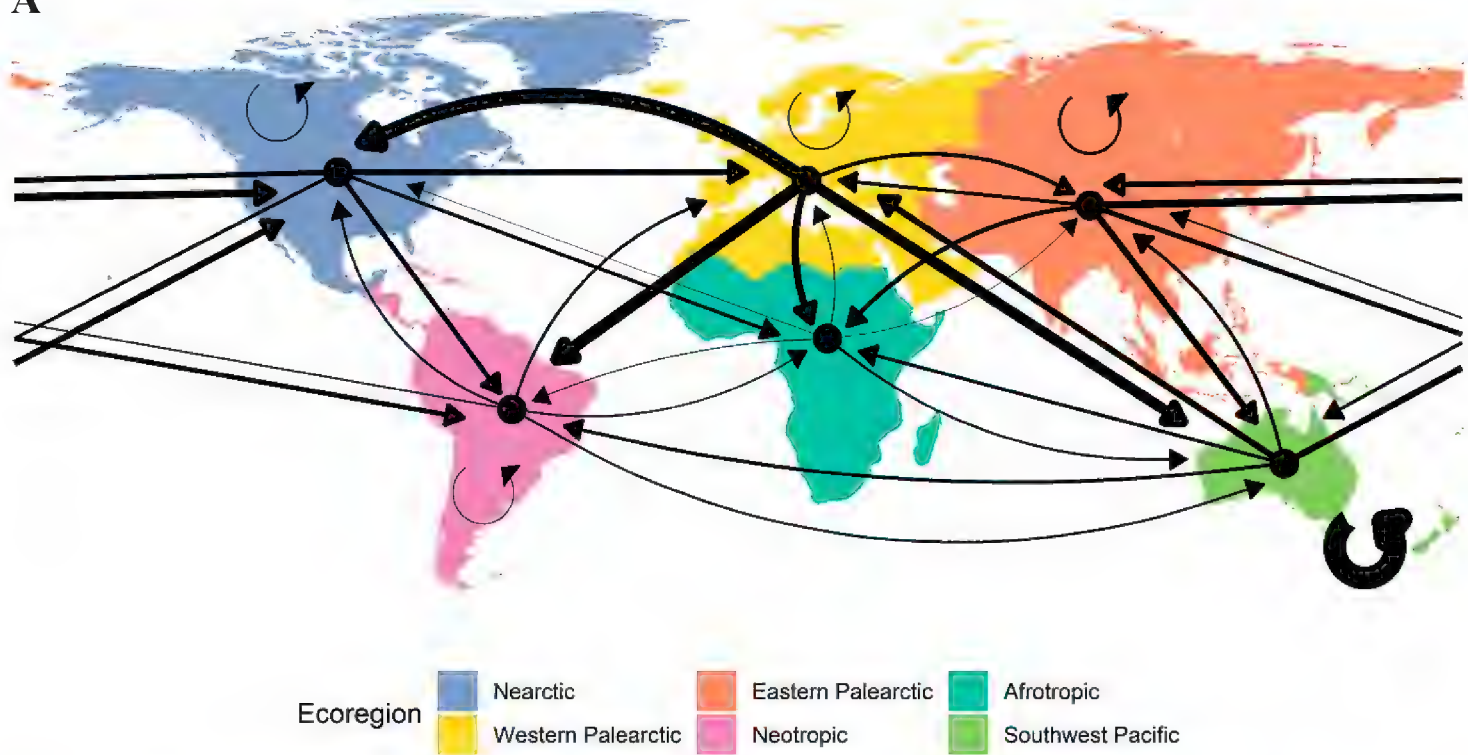 A
Ecoregion
Nearctic
Eastern Palearctic
Afrotropic
Western Palearctic
Neotropic
Southwest Pacific